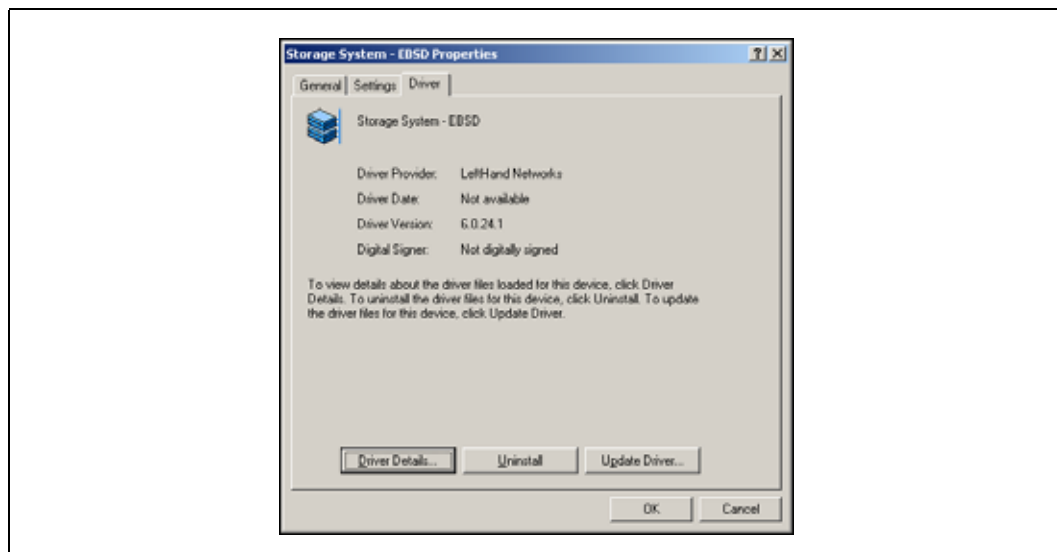 Storage System - EBSD Properties
General Settings Driver
Storage System - EBSD
Driver Provider: LeftHand Networks
Driver Date: Not available
Driver Version: 6.0.24.1
Digital Signer: Not digitally signed
To view details about the driver files loaded for this device, click Driver
Details. To uninstall the driver files for this device, click Uninstall. To update
the driver files for this device, click Update Driver.
Driver Details... Uninstall Update Driver...
OK Cancel